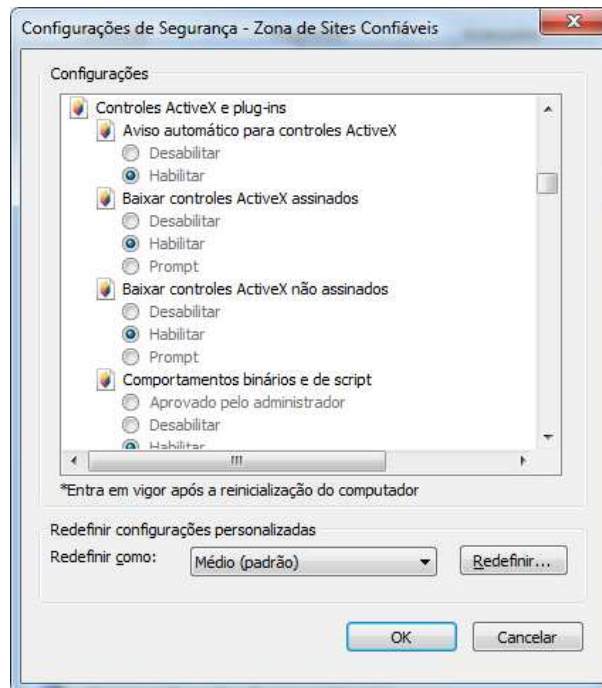 Configurações de Segurança - Zona de Sites Confiáveis
Configurações
Controles ActiveX e plug-ins
Aviso automático para controles ActiveX
Desabilitar
Habilitar
Baixar controles ActiveX assinados
Desabilitar
Habilitar
Prompt
Baixar controles ActiveX não assinados
Desabilitar
Habilitar
Prompt
Comportamentos binários e de script
Aprovado pelo administrador
Desabilitar
Habilitar
*Entra em vigor após a reinicialização do computador
Redefinir configurações personalizadas
Redefinir como: Médio (padrão) Redefinir...
OK Cancelar